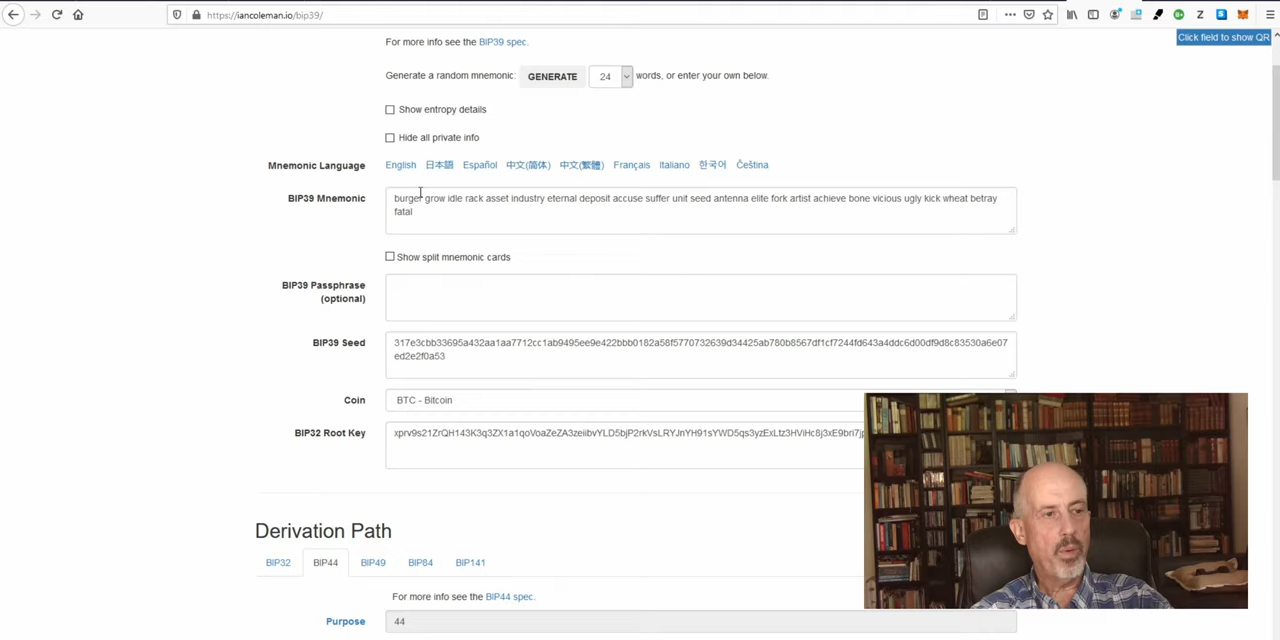 https://iancoleman.io/bip39/
Click field to show QR
For more info see the BIP39 spec.
Generate a random mnemonic: GENERATE 24 words, or enter your own below.
Show entropy details
Hide all private info
Mnemonic Language English 日本語 Español 中文(简体) 中文(繁體) Français Italiano 한국어 Čeština
BIP39 Mnemonic burger grow idle rack asset industry eternal deposit accuse suffer unit seed antenna elite fork artist achieve bone vicious ugly kick wheat betray
fatal
Show split mnemonic cards
BIP39 Passphrase
(optional)
BIP39 Seed 317e3cbb33695a432aa1aa7712cc1ab9495ee9e422bbb0182a58f5770732639d34425ab780b8567df1cf7244fd643a4ddc6d00df9d8c83530a6e07
ed2e2f0a53
Coin BTC - Bitcoin
BIP32 Root Key
Derivation Path
BIP32 BIP44 BIP49 BIP84 BIP141
For more info see the BIP44 spec.
Purpose 44